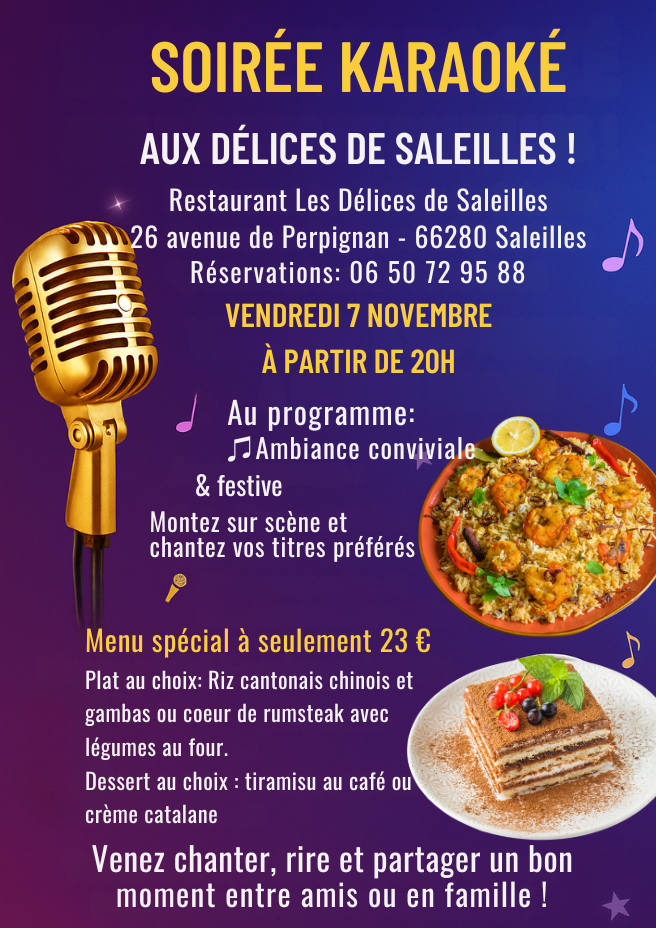 SOIRÉE KARAOKÉ
AUX DÉLICES DE SALEILLES !
Restaurant Les Délices de Saleilles
26 avenue de Perpignan - 66280 Saleilles
Réservations: 06 50 72 95 88
VENDREDI 7 NOVEMBRE
À PARTIR DE 20H
Au programme:
🎵Ambiance conviviale
& festive
Montez sur scène et
chantez vos titres préférés
Menu spécial à seulement 23 €
Plat au choix: Riz cantonais chinois et
gambas ou coeur de rumsteak avec
légumes au four.
Dessert au choix : tiramisu au café ou
crème catalane
Venez chanter, rire et partager un bon
moment entre amis ou en famille !